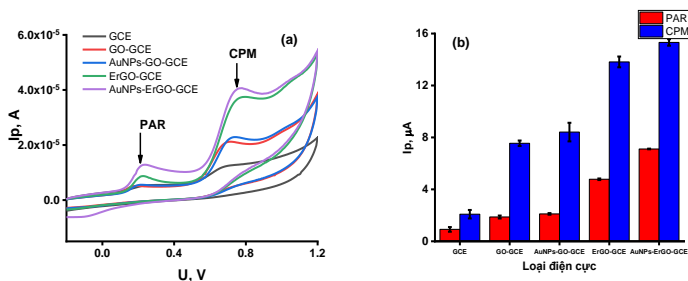 (a)
GCE
GO-GCE
AuNPs-GO-GCE
ErGO-GCE
AuNPs-ErGO-GCE
CPM
PAR
6.0x10⁻⁵
4.0x10⁻⁵
2.0x10⁻⁵
0.0
Ip, A
0.0 0.4 0.8 1.2
U, V
(b)
PAR
CPM
16
12
8
4
0
Ip, µA
GCE GO-GCE AuNPs-GO-GCE ErGO-GCE AuNPs-ErGO-GCE
Loại điện cực